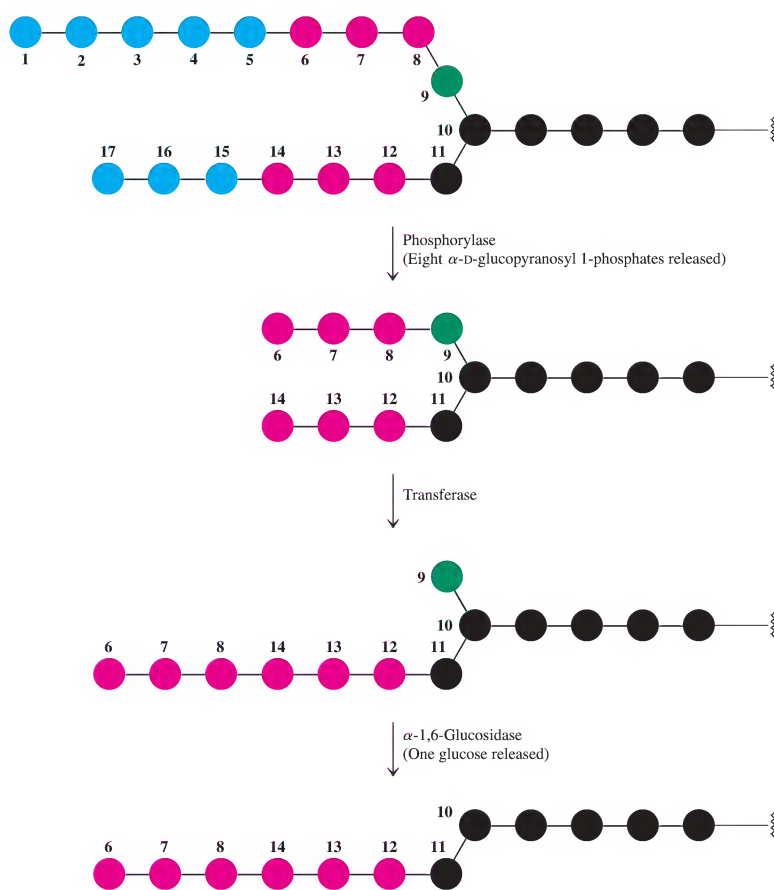 1 2 3 4 5 6 7 8
9
10
17 16 15 14 13 12 11
Phosphorylase
(Eight α-D-glucopyranosyl 1-phosphates released)
6 7 8 9
10
14 13 12 11
Transferase
9
10
6 7 8 14 13 12 11
α-1,6-Glucosidase
(One glucose released)
10
6 7 8 14 13 12 11